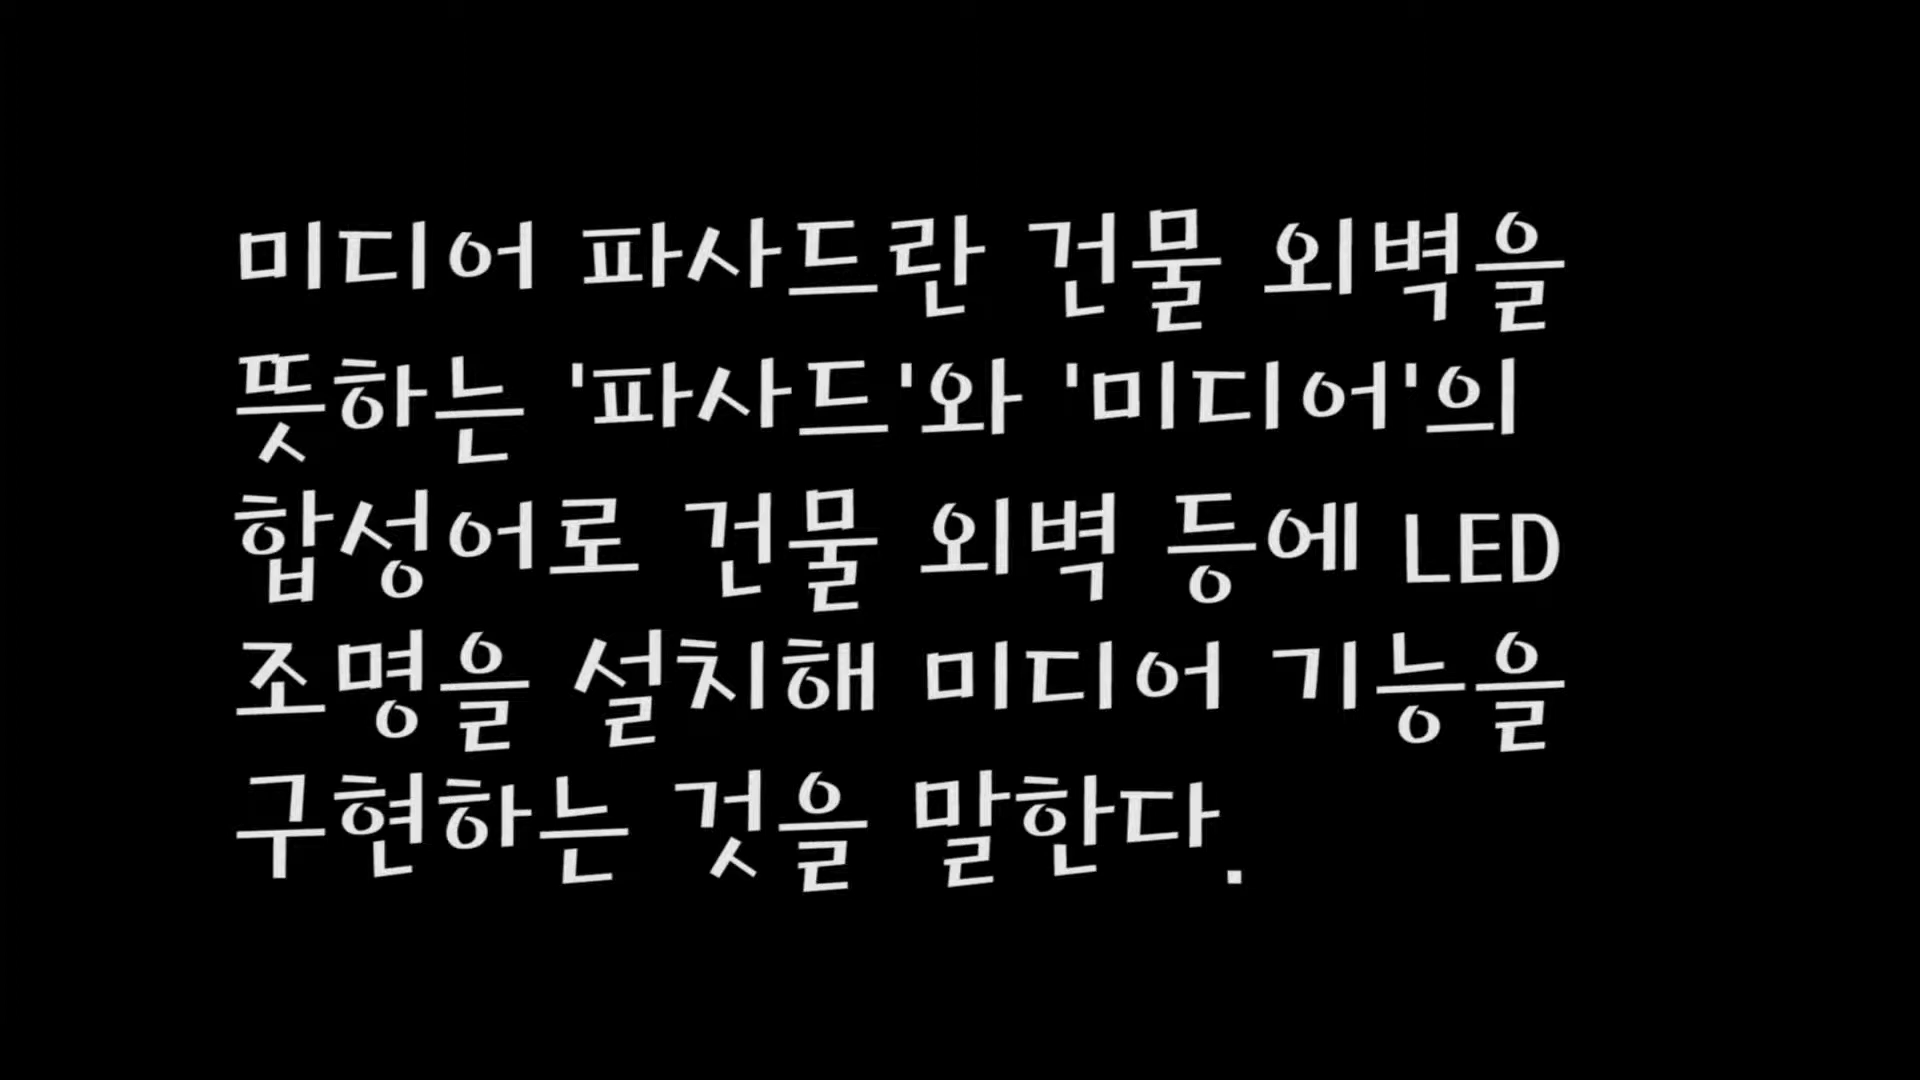 미디어 파사드란 건물 외벽을
뜻하는 '파사드'와 '미디어'의
합성어로 건물 외벽 등에 LED
조명을 설치해 미디어 기능을
구현하는 것을 말한다.